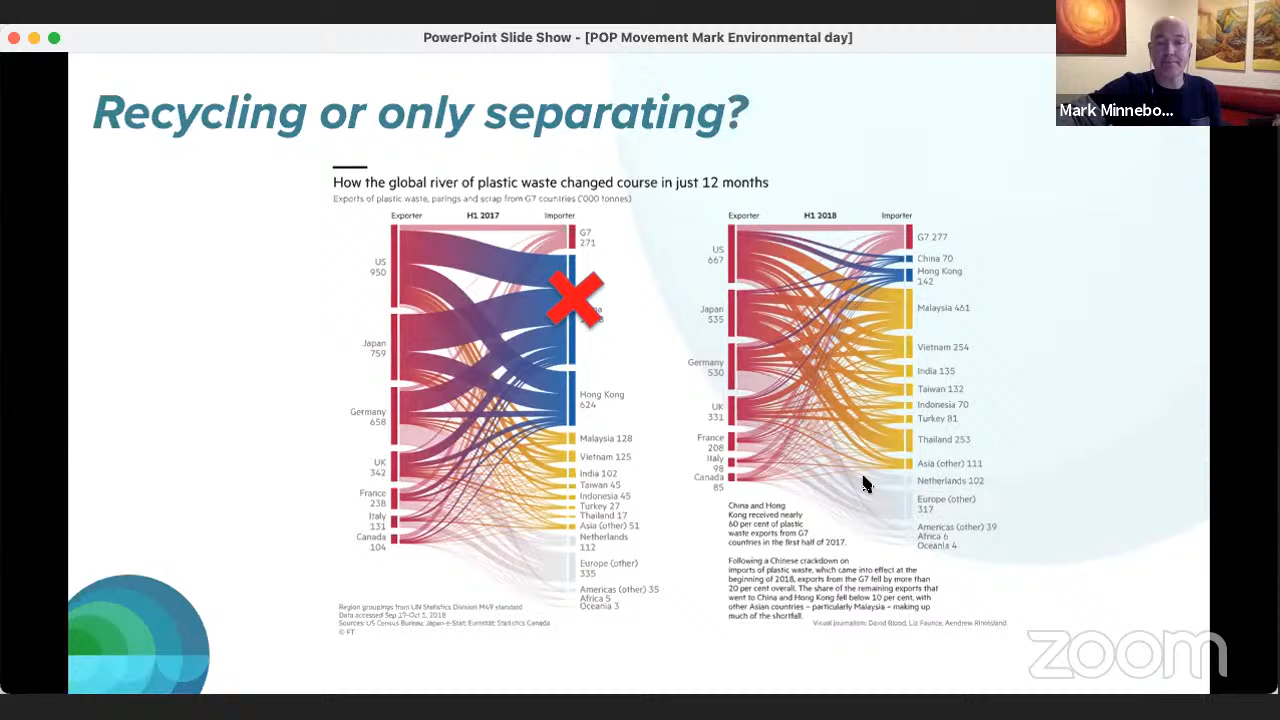 PowerPoint Slide Show - [POP Movement Mark Environmental day]
Mark Minnebo...
Recycling or only separating?
How the global river of plastic waste changed course in just 12 months
Exports of plastic waste, parings and scrap from G7 countries ('000 tonnes)
Exporter
H1 2017
Importer
US
950
Japan
759
Germany
658
UK
342
France
238
Italy
131
Canada
104
G7
271
Hong Kong
624
Malaysia 128
Vietnam 125
India 102
Taiwan 45
Indonesia 45
Turkey 27
Thailand 17
Asia (other) 51
Netherlands
112
Europe (other)
335
Americas (other) 35
Africa 5
Oceania 3
Exporter
H1 2018
Importer
US
667
Japan
535
Germany
530
UK
331
France
208
Italy
98
Canada
85
G7 277
China 70
Hong Kong
142
Malaysia 461
Vietnam 254
India 135
Taiwan 132
Indonesia 70
Turkey 81
Thailand 253
Asia (other) 111
Netherlands 102
Europe (other)
317
Americas (other) 39
Africa 6
Oceania 4
China and Hong
Kong received nearly
60 per cent of plastic
waste exports from G7
countries in the first half of 2017.
Following a Chinese crackdown on
imports of plastic waste, which came into effect at the
beginning of 2018, exports from the G7 fell by more than
20 per cent overall. The share of the remaining exports that
went to China and Hong Kong fell below 10 per cent, with
other Asian countries – particularly Malaysia – making up
much of the shortfall.
Region groupings from UN Statistics Division M49 standard
Data accessed Sep 19-Oct 1, 2018
Sources: US Census Bureau; Japan e-Stat; Eurostat; Statistics Canada
© FT
Visual journalism: David Blood, Liz Faunce, Aendrew Rininsland.
zoom